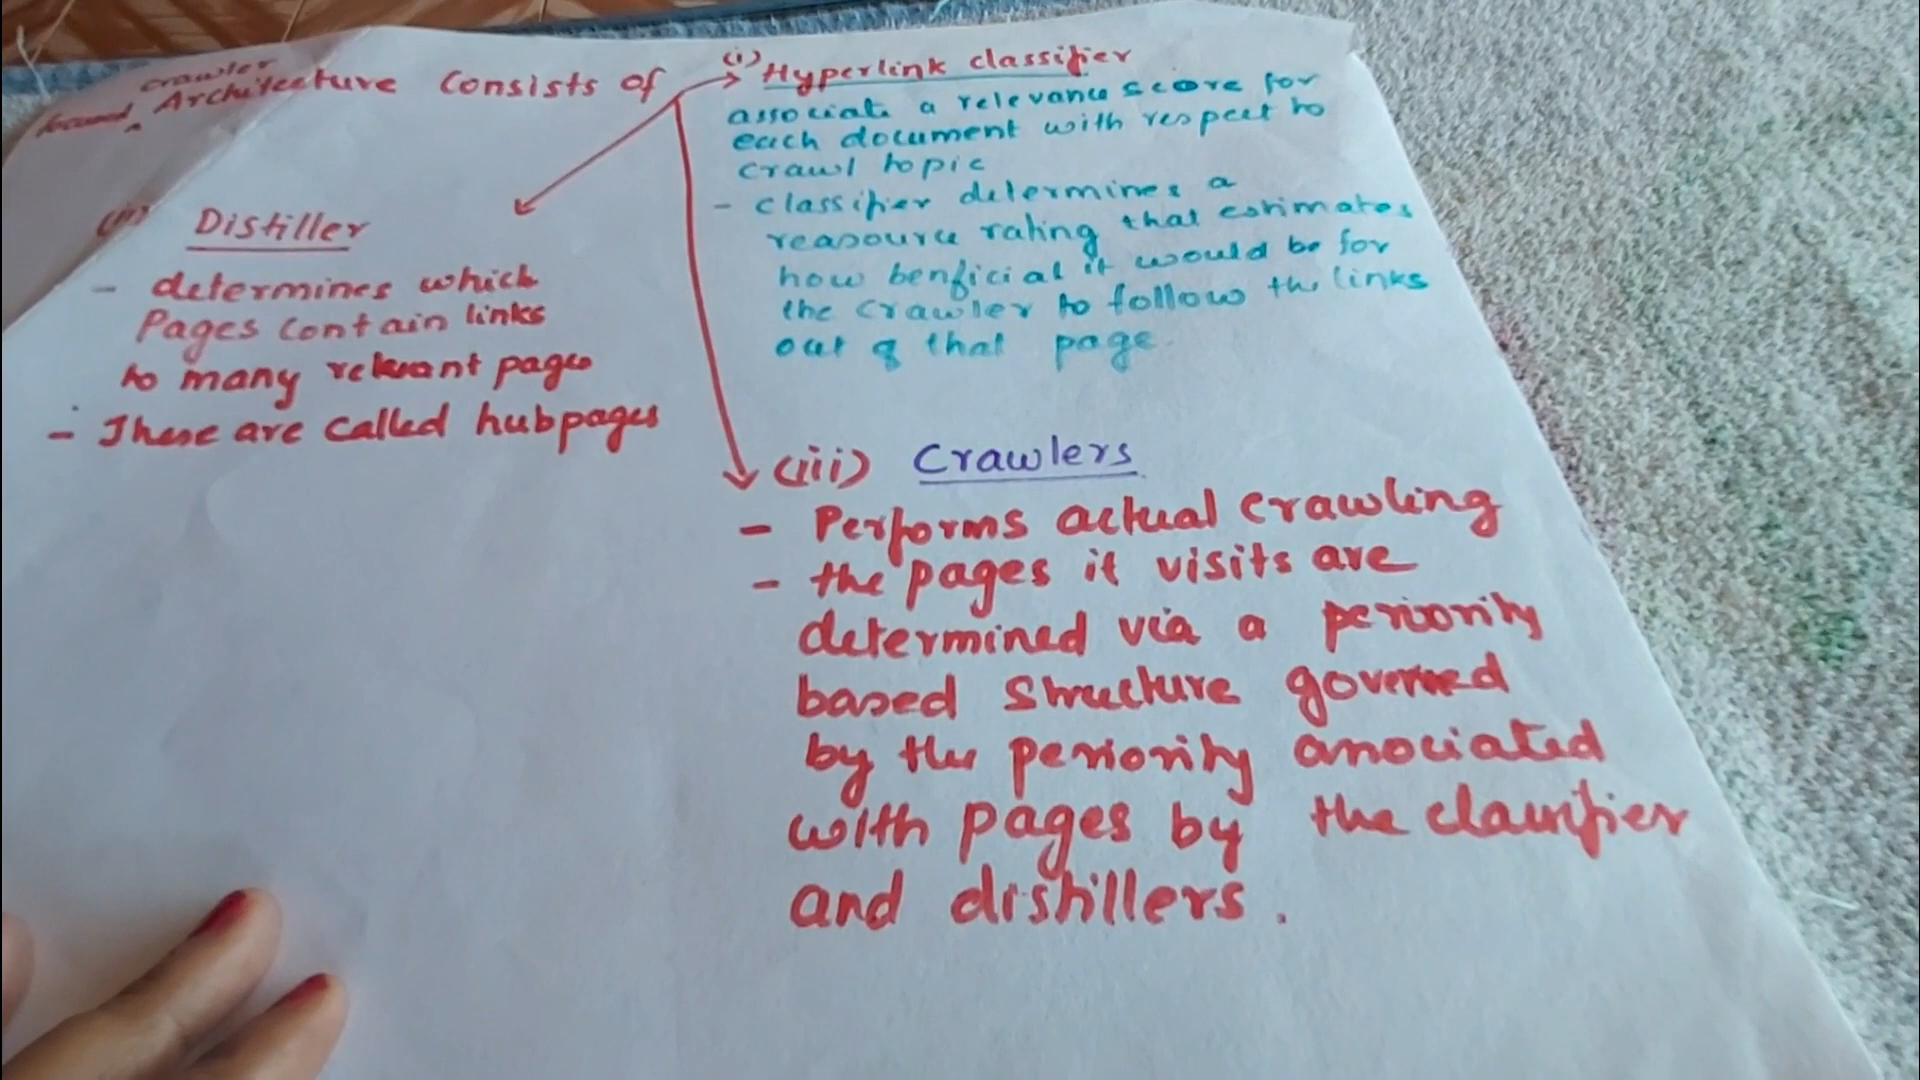 focused crawler Architecture consists of
(i) Hyperlink classifier
associate a relevance score for
each document with respect to
crawl topic
- classifier determines a
reasource rating that estimates
how benficial it would be for
the crawler to follow the links
out of that page.
(ii) Distiller
- determines which
Pages contain links
to many relevant pages
- These are called hubpages
(iii) Crawlers
- Performs actual crawling
- the pages it visits are
determined via a periority
based structure governed
by the periority associated
with pages by the classifier
and distillers.